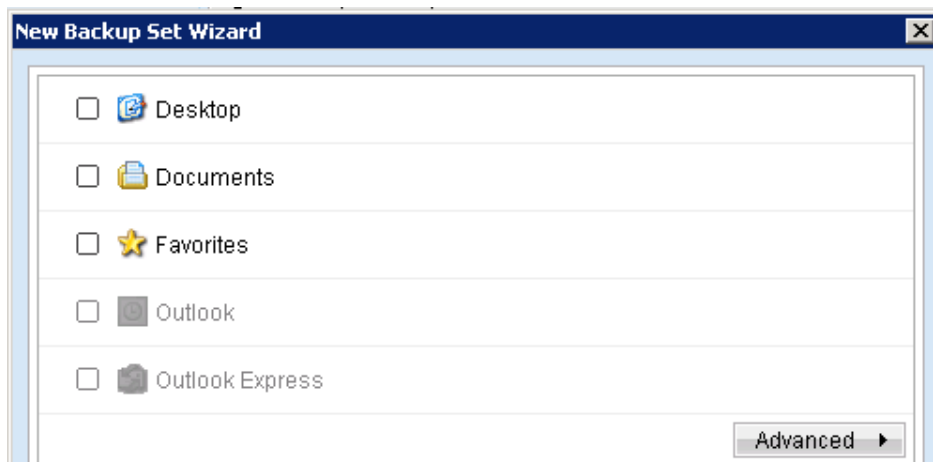 New Backup Set Wizard
Desktop
Documents
Favorites
Outlook
Outlook Express
Advanced